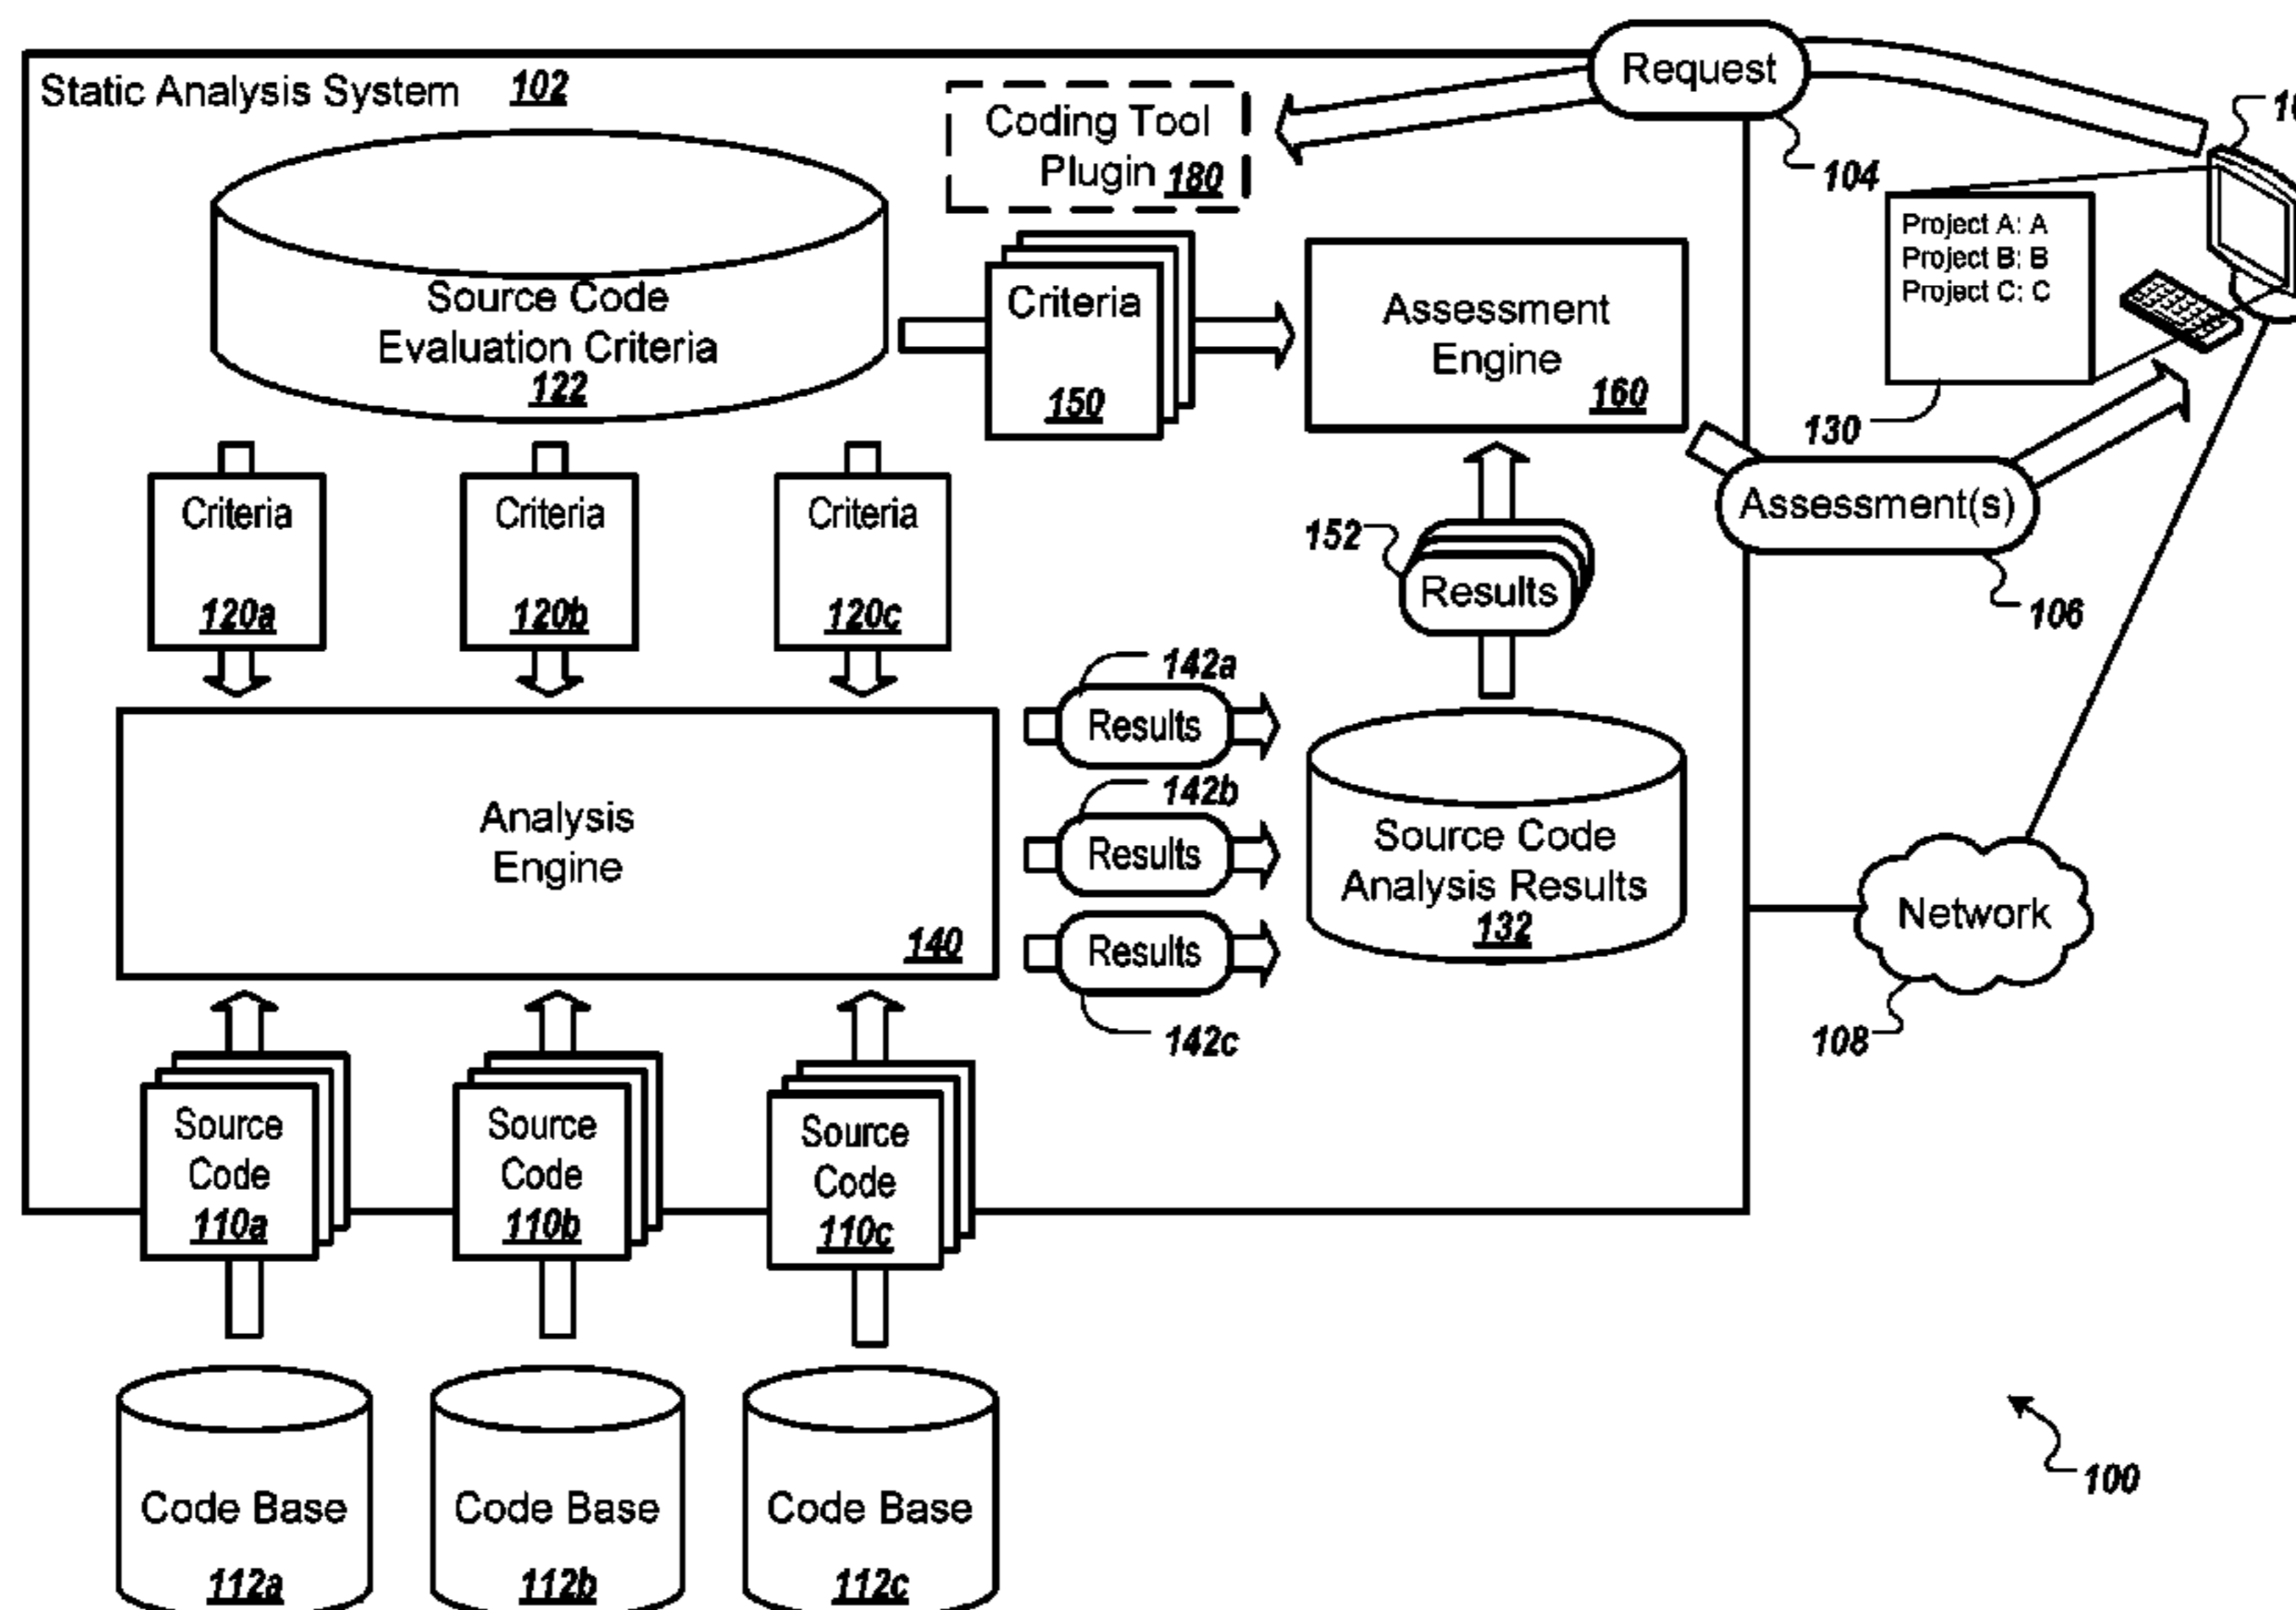 Static Analysis System 102
Request
104
Coding Tool
Plugin 180
Project A: A
Project B: B
Project C: C
130
Source Code
Evaluation Criteria
122
Criteria
150
Assessment
Engine
160
Assessment(s)
106
Criteria
120a
Criteria
120b
Criteria
120c
152
Results
142a
Results
142b
Results
Results
142c
Analysis
Engine
140
Source Code
Analysis Results
132
Network
108
Source
Code
110a
Source
Code
110b
Source
Code
110c
Code Base
112a
Code Base
112b
Code Base
112c
100